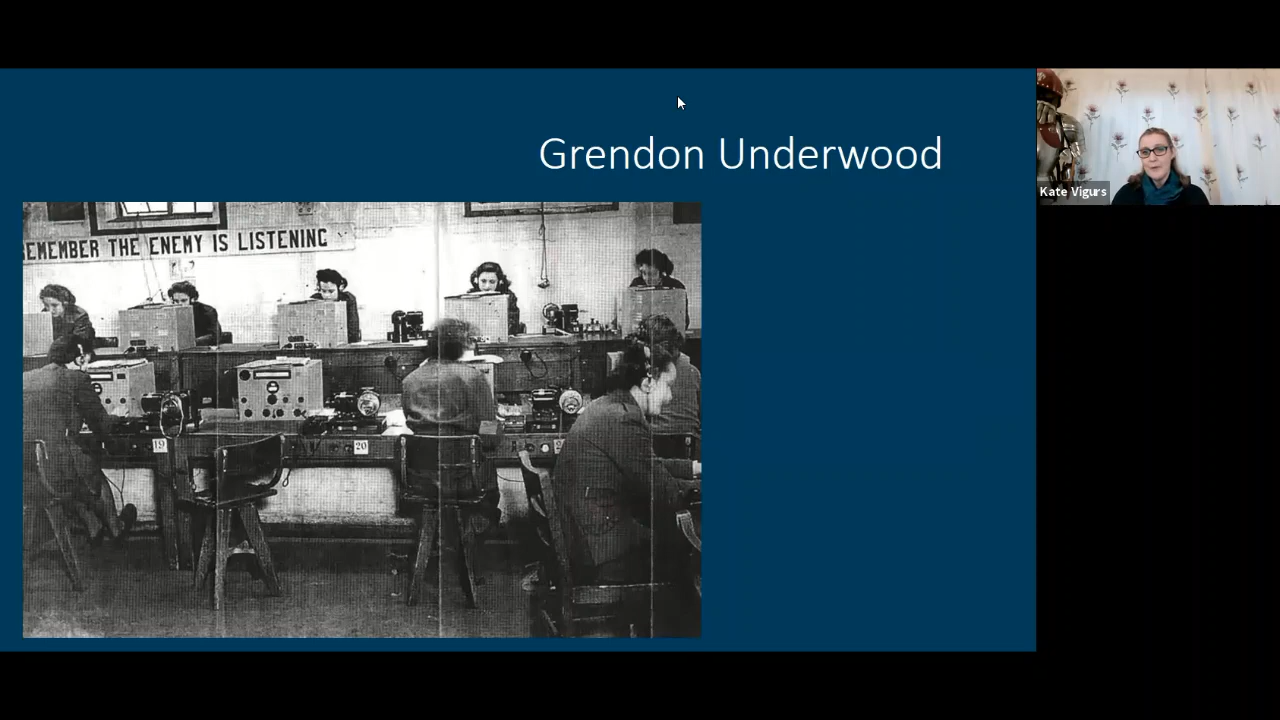 Grendon Underwood
Kate Vigurs
REMEMBER THE ENEMY IS LISTENING
19
20